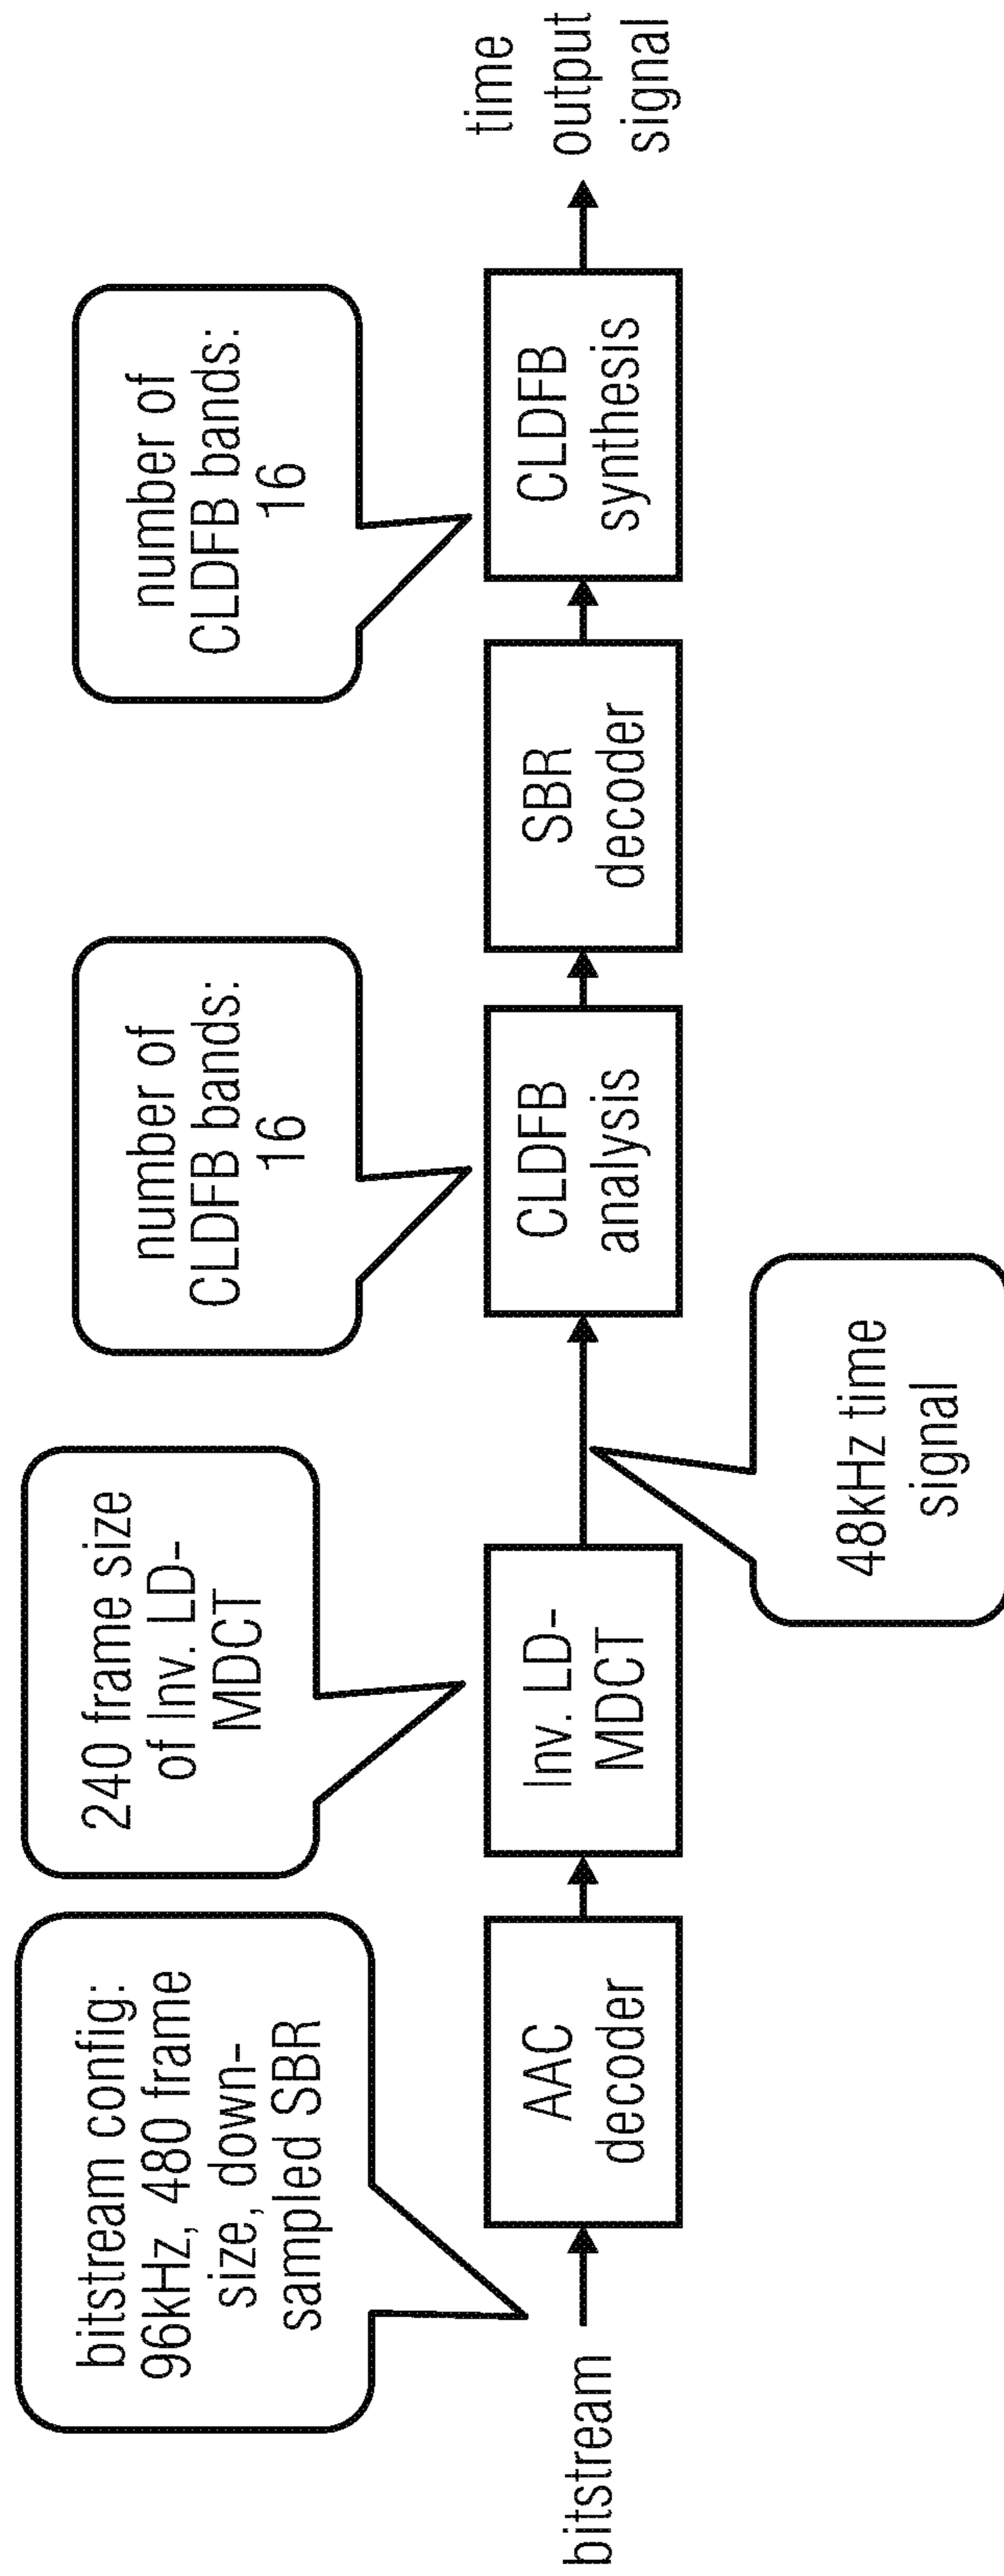 bitstream config:
96kHz, 480 frame
size, down-
sampled SBR
240 frame size
of Inv. LD-
MDCT
number of
CLDFB bands:
16
number of
CLDFB bands:
16
bitstream
AAC
decoder
Inv. LD-
MDCT
CLDFB
analysis
SBR
decoder
CLDFB
synthesis
time
output
signal
48kHz time
signal